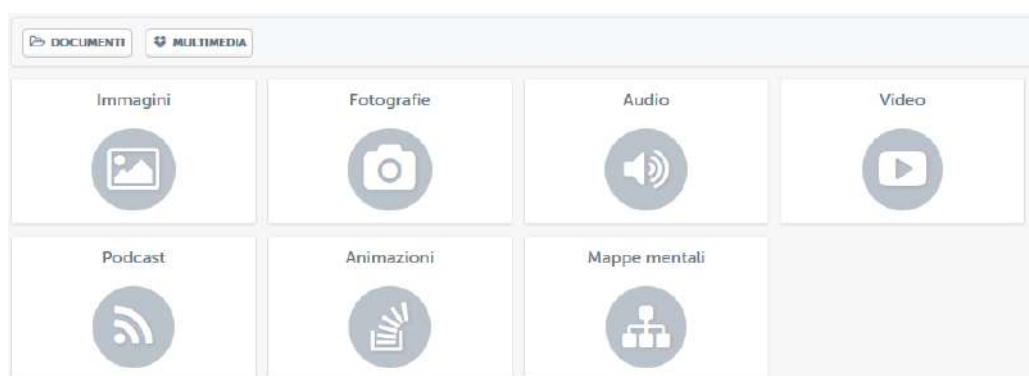 DOCUMENTI MULTIMEDIA
Immagini Fotografie Audio Video
Podcast Animazioni Mappe mentali